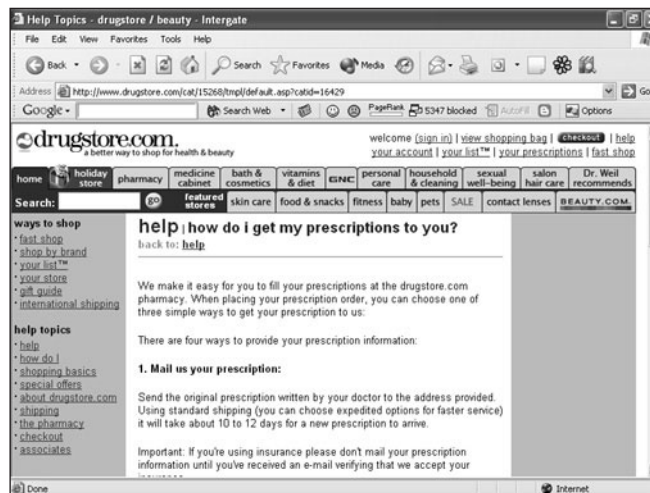 Help Topics - drugstore / beauty - Intergate
File Edit View Favorites Tools Help
Back Search Favorites Media
Address http://www.drugstore.com/cat/15268/tmpl/default.asp?catid=16429 Go
Google Search Web PageRank 5347 blocked AutoFill Options
drugstore.com.
a better way to shop for health & beauty
welcome (sign in) | view shopping bag | checkout | help
your account | your list™ | your prescriptions | fast shop
home holiday store pharmacy medicine cabinet bath & cosmetics vitamins & diet GNC personal care household & cleaning sexual well-being salon hair care Dr. Weil recommends
Search: go featured stores skin care food & snacks fitness baby pets SALE contact lenses BEAUTY.COM.
ways to shop
· fast shop
· shop by brand
· your list™
· your store
· gift guide
· international shipping
help topics
· help
· how do I
· shopping basics
· special offers
· about drugstore.com
· shipping
· the pharmacy
· checkout
· associates
help | how do i get my prescriptions to you?
back to: help
We make it easy for you to fill your prescriptions at the drugstore.com
pharmacy. When placing your prescription order, you can choose one of
three simple ways to get your prescription to us:
There are four ways to provide your prescription information:
1. Mail us your prescription:
Send the original prescription written by your doctor to the address provided.
Using standard shipping (you can choose expedited options for faster service)
it will take about 10 to 12 days for a new prescription to arrive.
Important: If you're using insurance please don't mail your prescription
information until you've received an e-mail verifying that we accept your
Done Internet